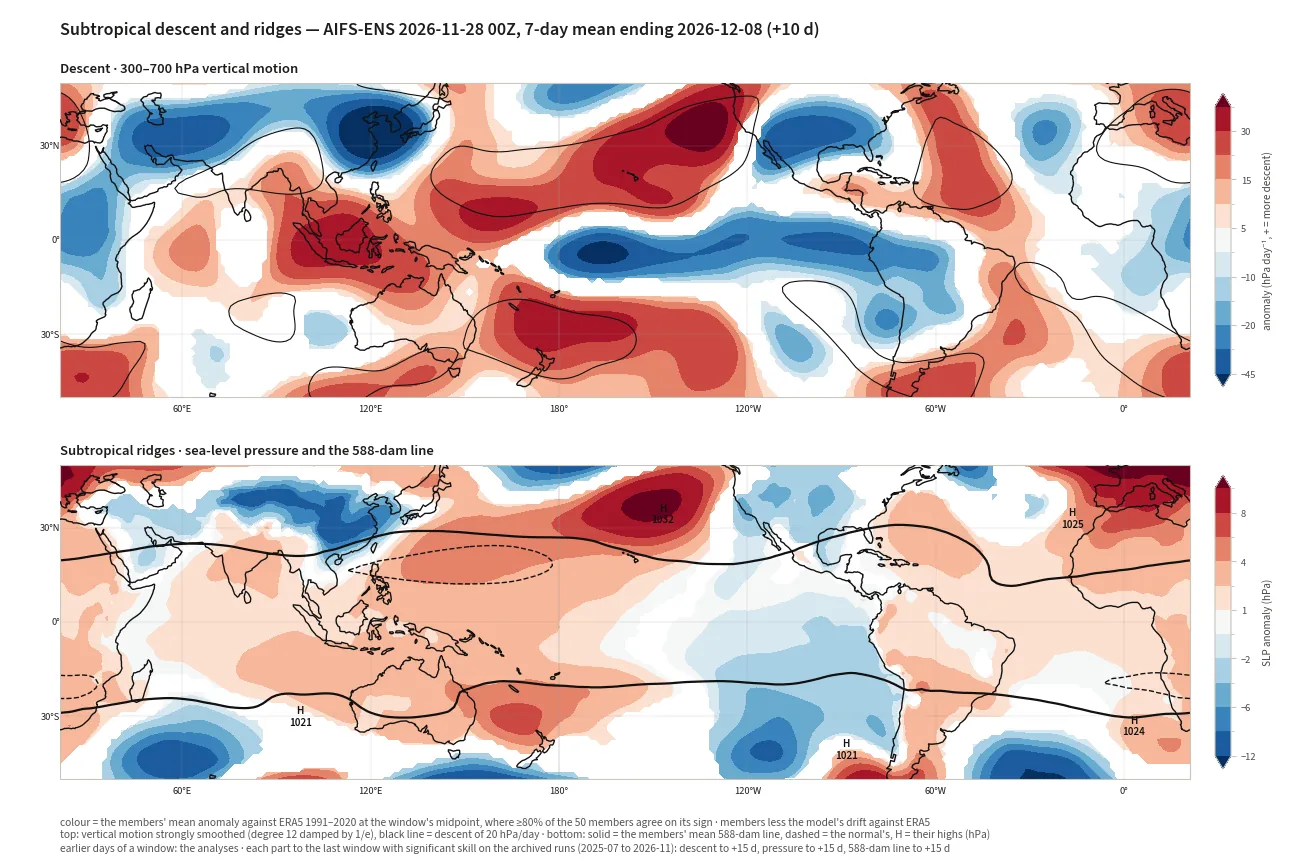 Subtropical descent and ridges — AIFS-ENS 2026-11-28 00Z, 7-day mean ending 2026-12-08 (+10 d)
Descent · 300–700 hPa vertical motion
30°N
0°
30°S
60°E
120°E
180°
120°W
60°W
0°
30
15
5
−10
−20
−45
anomaly (hPa day⁻¹, + = more descent)
Subtropical ridges · sea-level pressure and the 588-dam line
30°N
0°
30°S
H
1032
H
1025
H
1021
H
1021
H
1024
60°E
120°E
180°
120°W
60°W
0°
8
4
1
−2
−6
−12
SLP anomaly (hPa)
colour = the members' mean anomaly against ERA5 1991–2020 at the window's midpoint, where ≥80% of the 50 members agree on its sign · members less the model's drift against ERA5
top: vertical motion strongly smoothed (degree 12 damped by 1/e), black line = descent of 20 hPa/day · bottom: solid = the members' mean 588-dam line, dashed = the normal's, H = their highs (hPa)
earlier days of a window: the analyses · each part to the last window with significant skill on the archived runs (2025-07 to 2026-11): descent to +15 d, pressure to +15 d, 588-dam line to +15 d